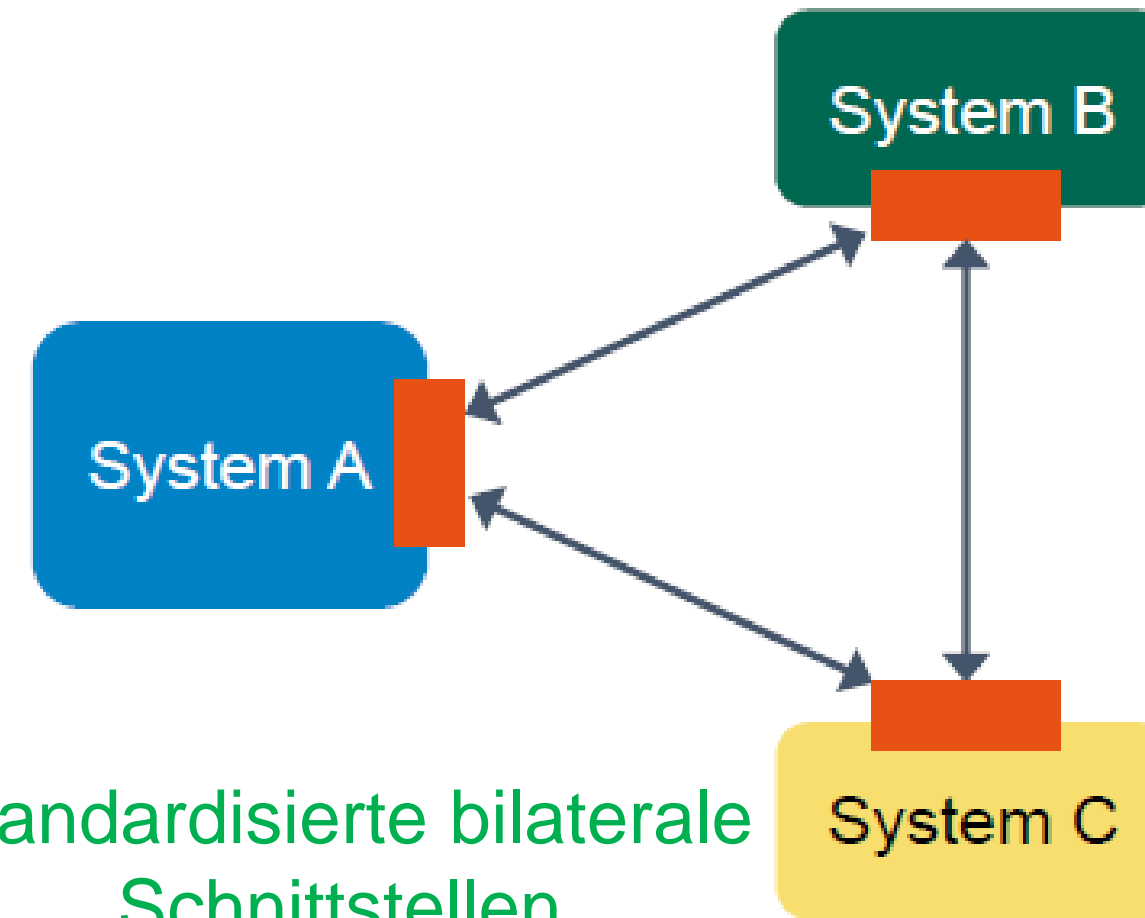 System B
System A
andardisierte bilaterale
System C
Schnittstellen